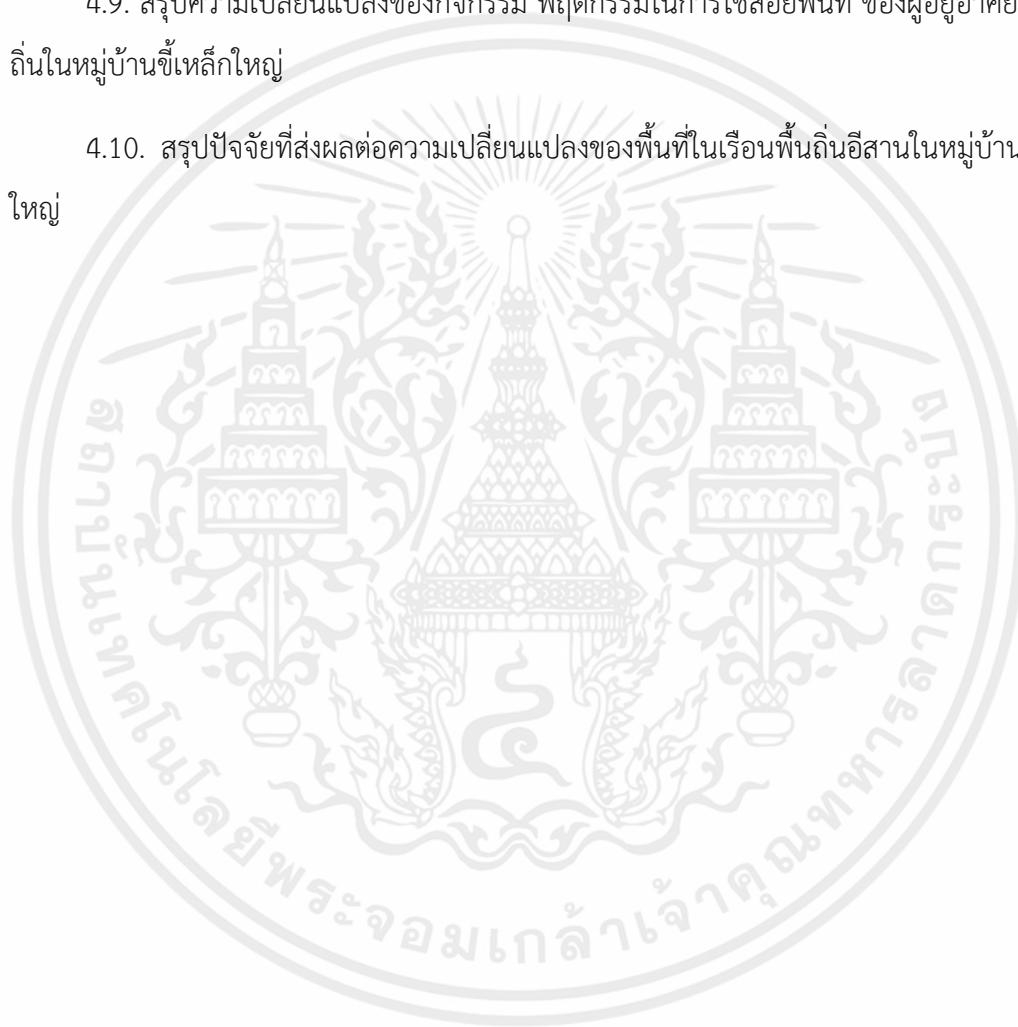 4.9. สรุปความเปลี่ยนแปลงของกิจกรรม พฤติกรรมในการใช้สอยพื้นที่ ของผู้อยู่อาศัย
ถิ่นในหมู่บ้านขี้เหล็กใหญ่
4.10. สรุปปัจจัยที่ส่งผลต่อความเปลี่ยนแปลงของพื้นที่ในเรือนพื้นถิ่นอีสานในหมู่บ้าน
ใหญ่
สถาบันเทคโนโลยีพระจอมเกล้าเจ้าคุณทหารลาดกระบัง
๔